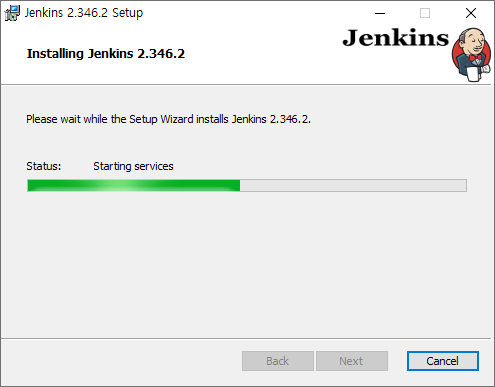 Jenkins 2.346.2 Setup
Jenkins
Installing Jenkins 2.346.2
Please wait while the Setup Wizard installs Jenkins 2.346.2.
Status: Starting services
Back Next Cancel